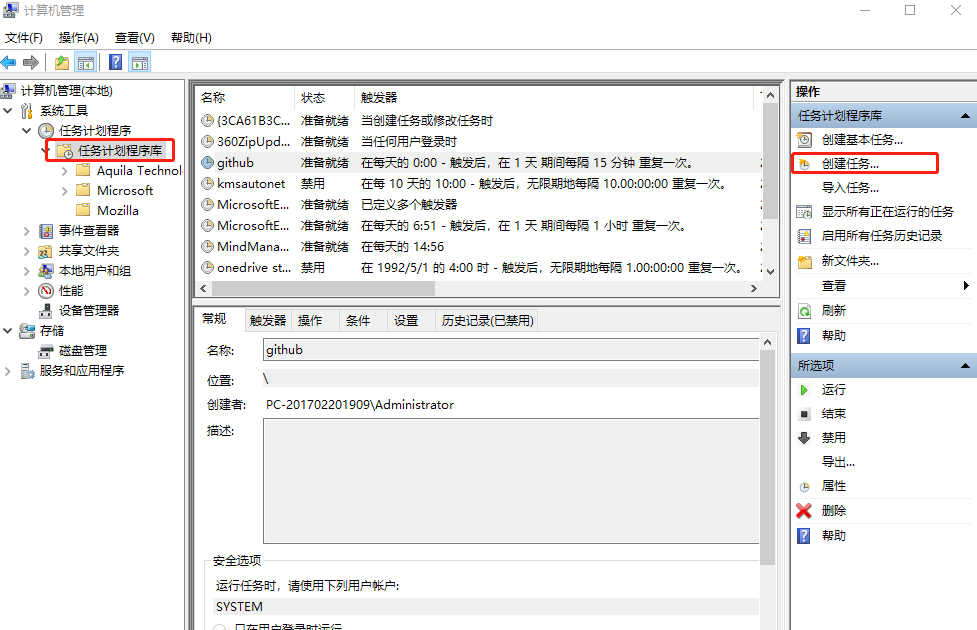 计算机管理
文件(F) 操作(A) 查看(V) 帮助(H)
计算机管理(本地)
系统工具
任务计划程序
任务计划程序库
Aquila Technol
Microsoft
Mozilla
事件查看器
共享文件夹
本地用户和组
性能
设备管理器
存储
磁盘管理
服务和应用程序
名称 状态 触发器
{3CA61B3C... 准备就绪 当创建任务或修改任务时
360ZipUpd... 准备就绪 当任何用户登录时
github 准备就绪 在每天的 0:00 - 触发后，在 1 天 期间每隔 15 分钟 重复一次。
kmsautonet 禁用 在每 10 天的 10:00 - 触发后，无限期地每隔 10.00:00:00 重复一次。
MicrosoftE... 准备就绪 已定义多个触发器
MicrosoftE... 准备就绪 在每天的 6:51 - 触发后，在 1 天 期间每隔 1 小时 重复一次。
MindMana... 准备就绪 在每天的 14:56
onedrive st... 禁用 在 1992/5/1 的 4:00 时 - 触发后，无限期地每隔 1.00:00:00 重复一次。
常规 触发器 操作 条件 设置 历史记录(已禁用)
名称: github
位置: \
创建者: PC-201702201909\Administrator
描述:
安全选项
运行任务时，请使用下列用户帐户:
SYSTEM
只在用户登录时运行
操作
任务计划程序库
创建基本任务...
创建任务...
导入任务...
显示所有正在运行的任务
启用所有任务历史记录
新文件夹...
查看
刷新
帮助
所选项
运行
结束
禁用
导出...
属性
删除
帮助